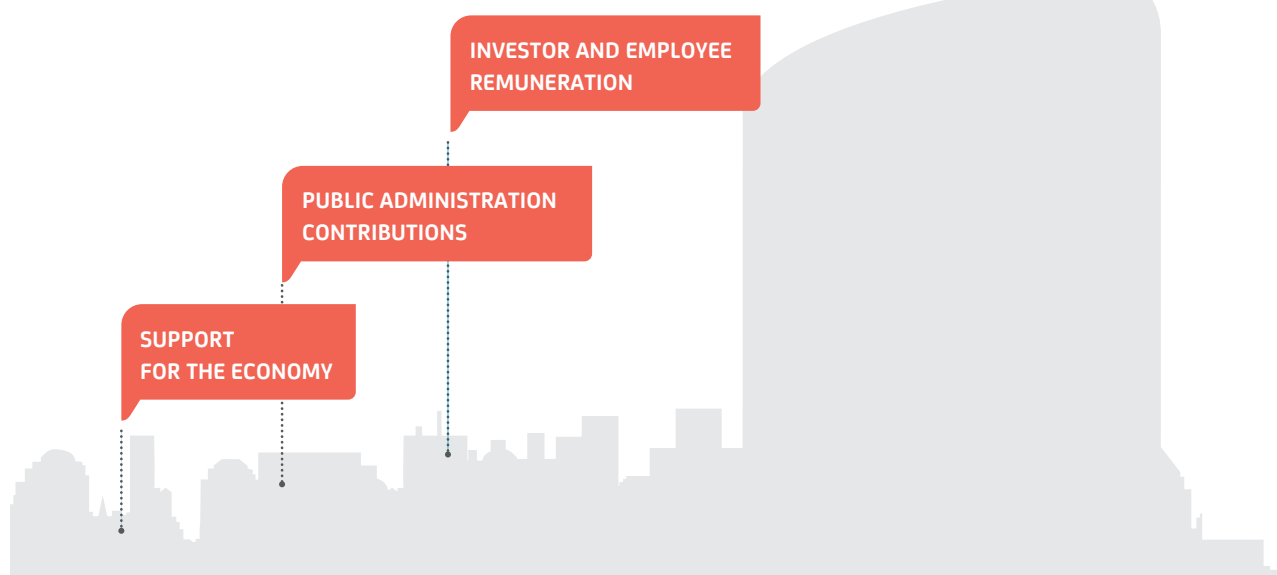 INVESTOR AND EMPLOYEE
REMUNERATION
PUBLIC ADMINISTRATION
CONTRIBUTIONS
SUPPORT
FOR THE ECONOMY